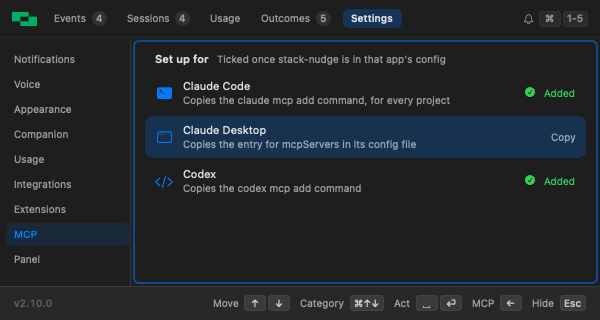 Events 4 Sessions 4 Usage Outcomes 5 Settings ⌘ 1-5
Notifications
Voice
Appearance
Companion
Usage
Integrations
Extensions
MCP
Panel
Set up for Ticked once stack-nudge is in that app's config
Claude Code
Copies the claude mcp add command, for every project
Added
Claude Desktop
Copies the entry for mcpServers in its config file
Copy
Codex
Copies the codex mcp add command
Added
v2.10.0 Move ↑ ↓ Category ⌘↑↓ Act ␣ ↩ MCP ← Hide Esc